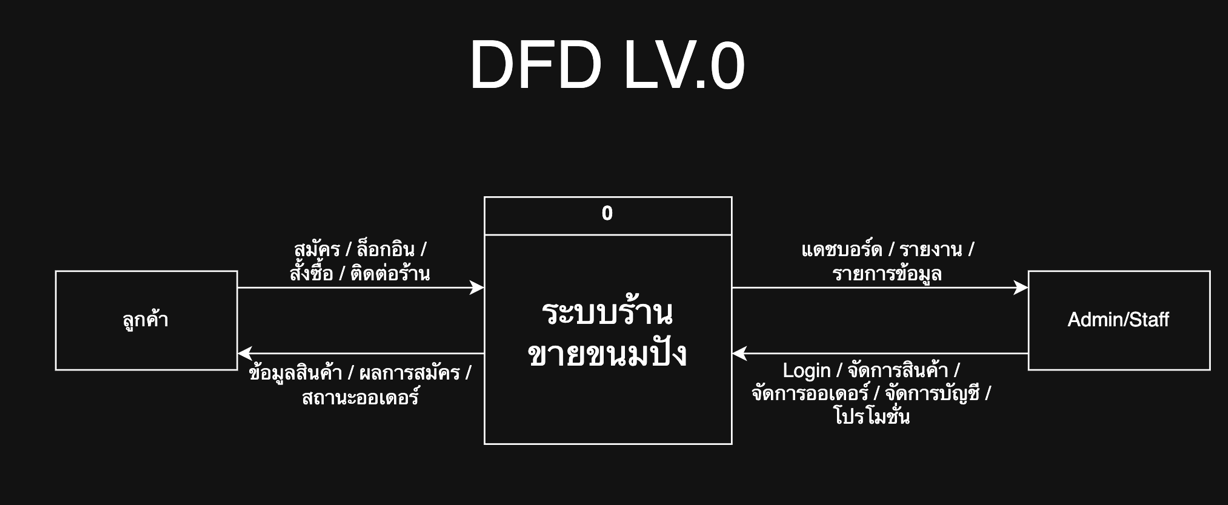 DFD LV.0
0
สมัคร / ล็อกอิน /
สั่งซื้อ / ติดต่อร้าน
แดชบอร์ด / รายงาน /
รายการข้อมูล
ลูกค้า
ระบบร้าน
ขายขนมปัง
Admin/Staff
ข้อมูลสินค้า / ผลการสมัคร /
สถานะออเดอร์
Login / จัดการสินค้า /
จัดการออเดอร์ / จัดการบัญชี /
โปรโมชั่น